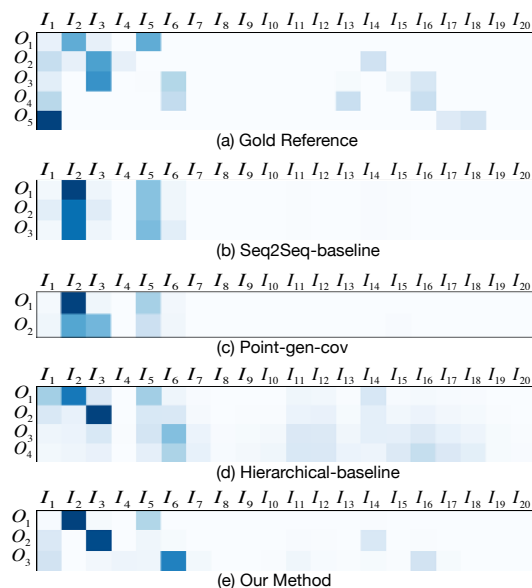 I1 I2 I3 I4 I5 I6 I7 I8 I9 I10 I11 I12 I13 I14 I15 I16 I17 I18 I19 I20
O1
O2
O3
O4
O5
(a) Gold Reference
I1 I2 I3 I4 I5 I6 I7 I8 I9 I10 I11 I12 I13 I14 I15 I16 I17 I18 I19 I20
O1
O2
O3
(b) Seq2Seq-baseline
I1 I2 I3 I4 I5 I6 I7 I8 I9 I10 I11 I12 I13 I14 I15 I16 I17 I18 I19 I20
O1
O2
(c) Point-gen-cov
I1 I2 I3 I4 I5 I6 I7 I8 I9 I10 I11 I12 I13 I14 I15 I16 I17 I18 I19 I20
O1
O2
O3
O4
(d) Hierarchical-baseline
I1 I2 I3 I4 I5 I6 I7 I8 I9 I10 I11 I12 I13 I14 I15 I16 I17 I18 I19 I20
O1
O2
O3
(e) Our Method